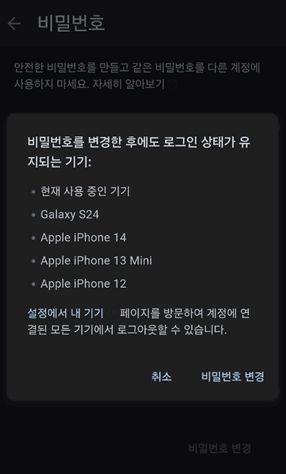 비밀번호
안전한 비밀번호를 만들고 같은 비밀번호를 다른 계정에
사용하지 마세요. 자세히 알아보기
비밀번호를 변경한 후에도 로그인 상태가 유
지되는 기기:
• 현재 사용 중인 기기
• Galaxy S24
• Apple iPhone 14
• Apple iPhone 13 Mini
• Apple iPhone 12
설정에서 내 기기 페이지를 방문하여 계정에 연
결된 모든 기기에서 로그아웃할 수 있습니다.
취소 비밀번호 변경
비밀번호 변경